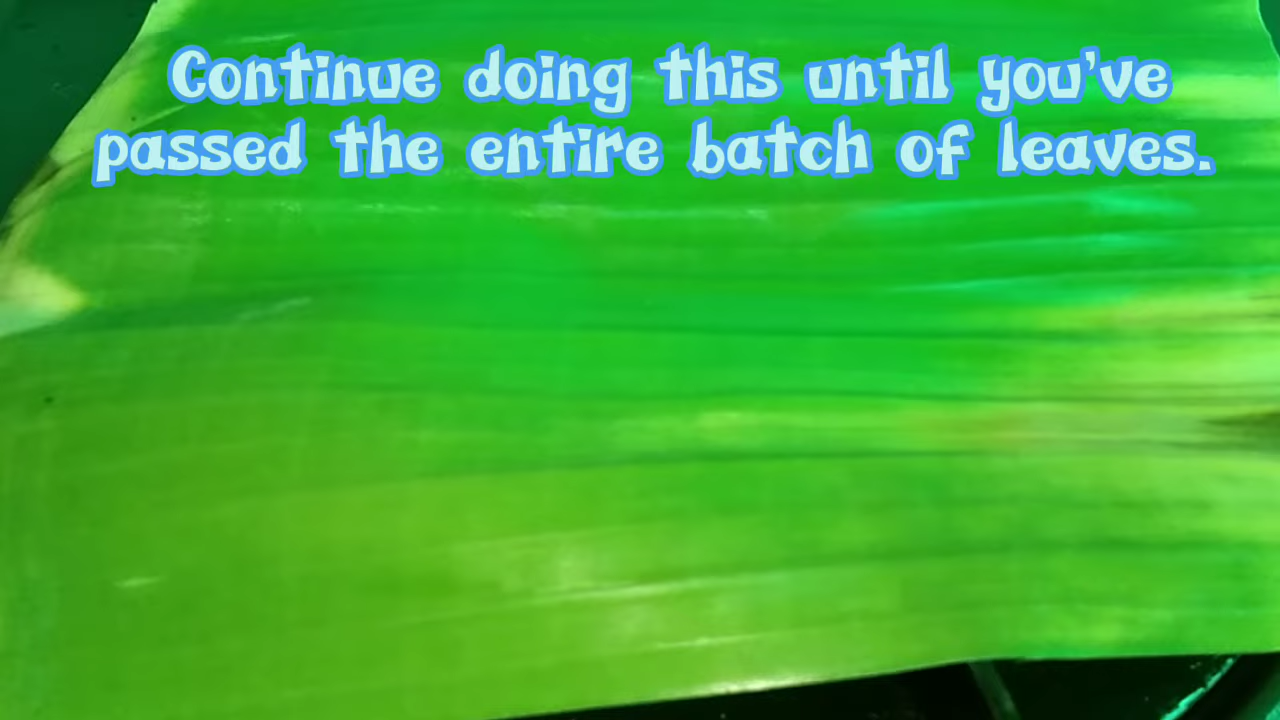 Continue doing this until you've
passed the entire batch of leaves.